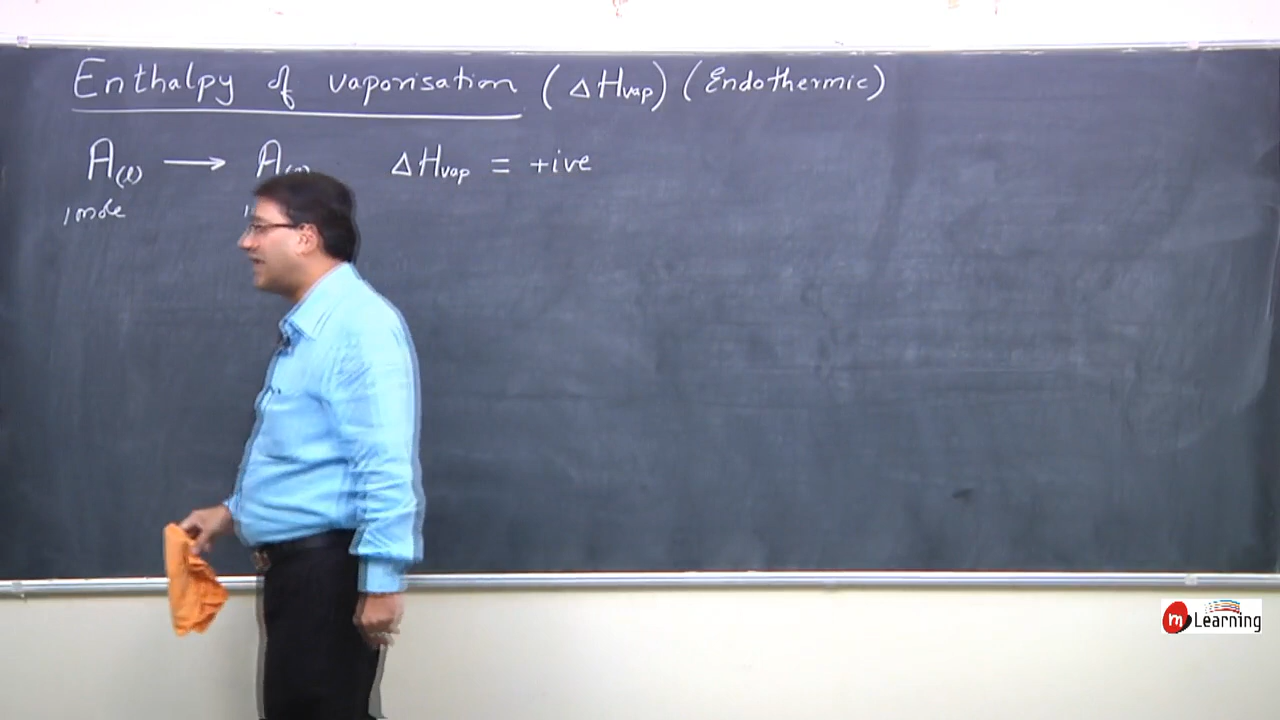 Enthalpy of vaporisation (ΔHvap) (Endothermic)
A(l) → A ΔHvap = +ive
1 mole
m Learning